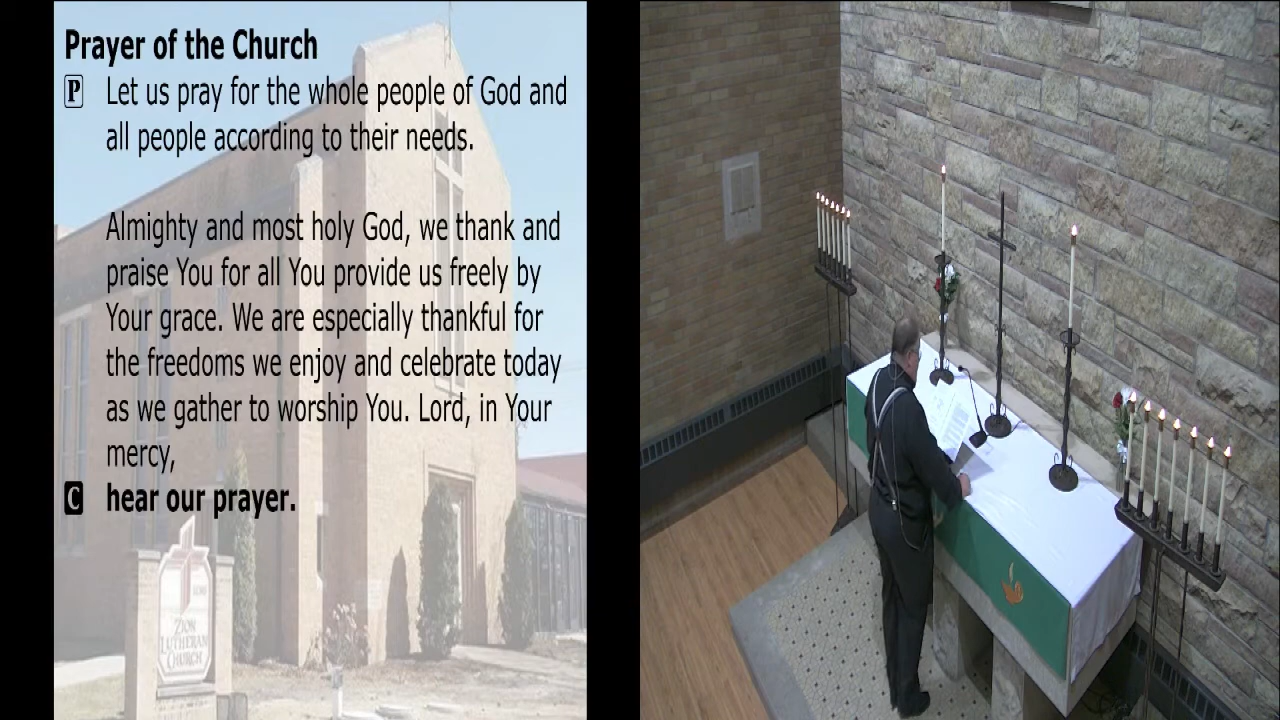 Prayer of the Church
P Let us pray for the whole people of God and
all people according to their needs.
Almighty and most holy God, we thank and
praise You for all You provide us freely by
Your grace. We are especially thankful for
the freedoms we enjoy and celebrate today
as we gather to worship You. Lord, in Your
mercy,
C hear our prayer.
ZION
LUTHERAN
CHURCH